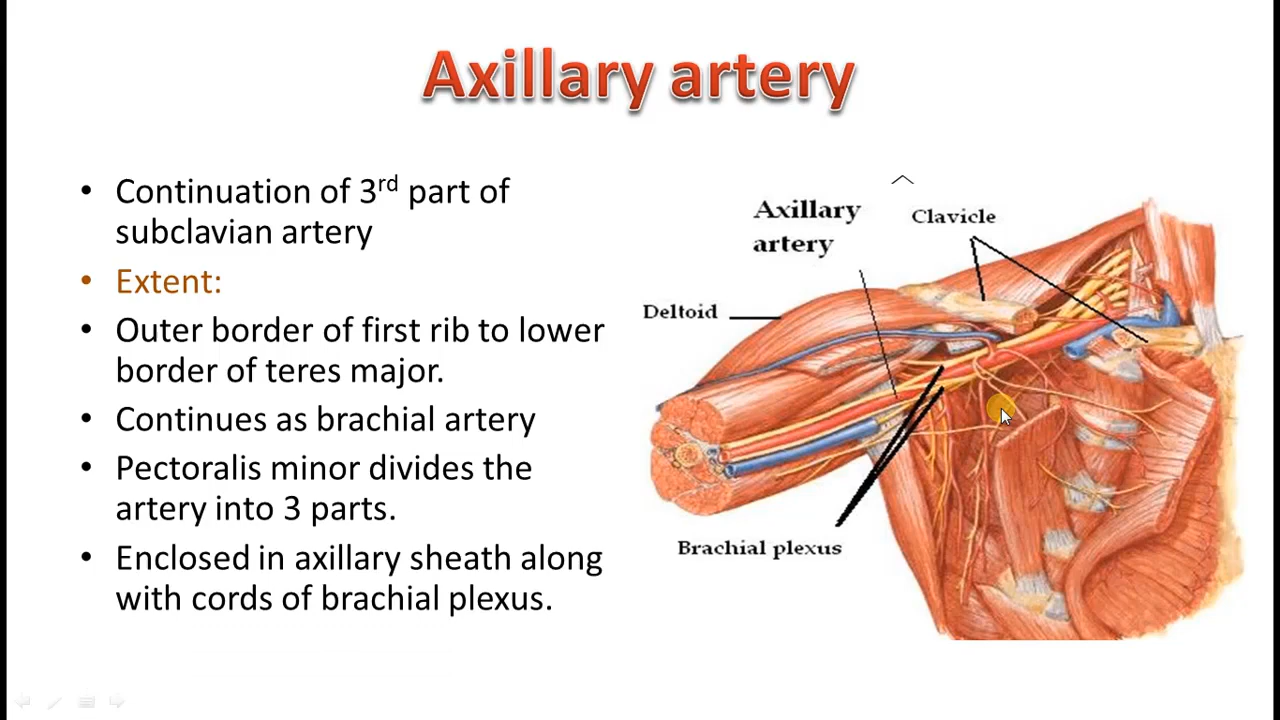 Axillary artery
• Continuation of 3rd part of
subclavian artery
• Extent:
• Outer border of first rib to lower
border of teres major.
• Continues as brachial artery
• Pectoralis minor divides the
artery into 3 parts.
• Enclosed in axillary sheath along
with cords of brachial plexus.
Axillary
artery
Clavicle
Deltoid
Brachial plexus